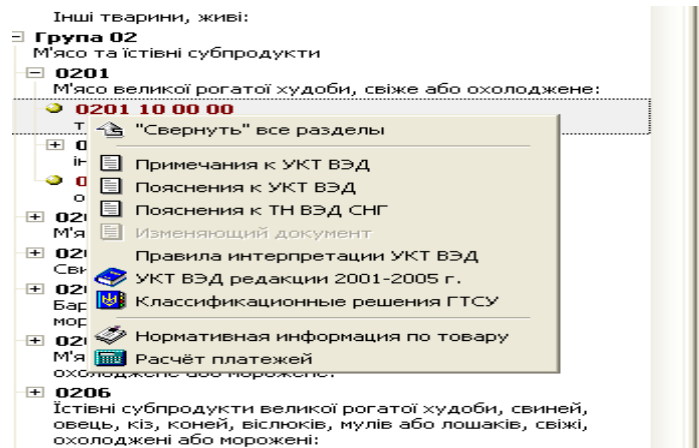 Інші тварини, живі:
Група 02
М'ясо та їстівні субпродукти
0201
М'ясо великої рогатої худоби, свіже або охолоджене:
0201 10 00 00
"Свернуть" все разделы
Примечания к УКТ ВЭД
Пояснения к УКТ ВЭД
Пояснения к ТН ВЭД СНГ
Изменяющий документ
Правила интерпретации УКТ ВЭД
УКТ ВЭД редакции 2001-2005 г.
Классификационные решения ГТСУ
Нормативная информация по товару
Расчёт платежей
охолоджене або морожене:
0206
Їстівні субпродукти великої рогатої худоби, свиней,
овець, кіз, коней, віслюків, мулів або лошаків, свіжі,
охолоджені або морожені: